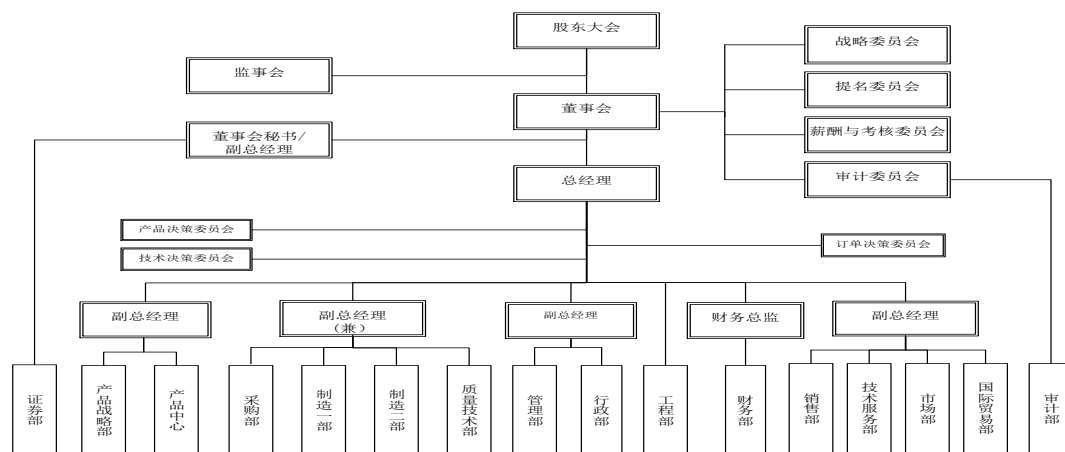 股东大会
战略委员会
监事会
提名委员会
董事会
董事会秘书/
副总经理
薪酬与考核委员会
总经理
审计委员会
产品决策委员会
订单决策委员会
技术决策委员会
副总经理
副总经理
（兼）
副总经理
财务总监
副总经理
证券部
产品战略部
产品中心
采购部
制造一部
制造二部
质量技术部
管理部
行政部
工程部
财务部
销售部
技术服务部
市场部
国际贸易部
审计部